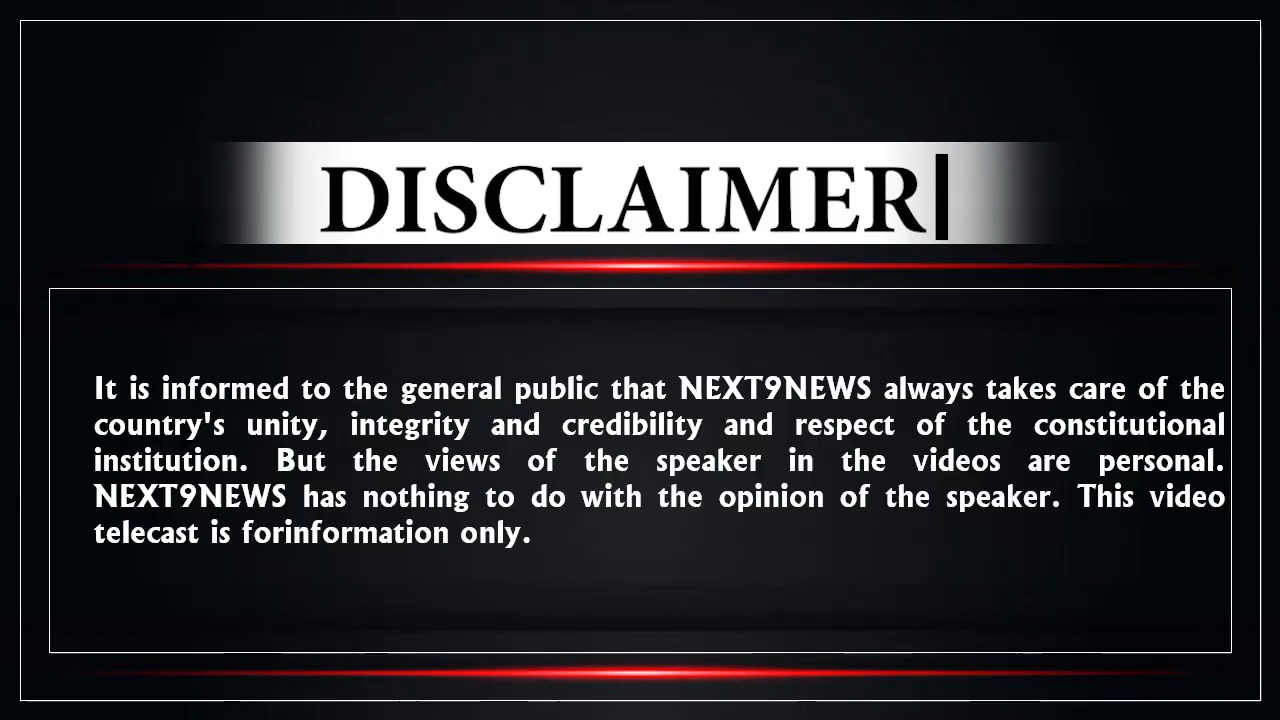 DISCLAIMER
It is informed to the general public that NEXT9NEWS always takes care of the
country's unity, integrity and credibility and respect of the constitutional
institution. But the views of the speaker in the videos are personal.
NEXT9NEWS has nothing to do with the opinion of the speaker. This video
telecast is forinformation only.